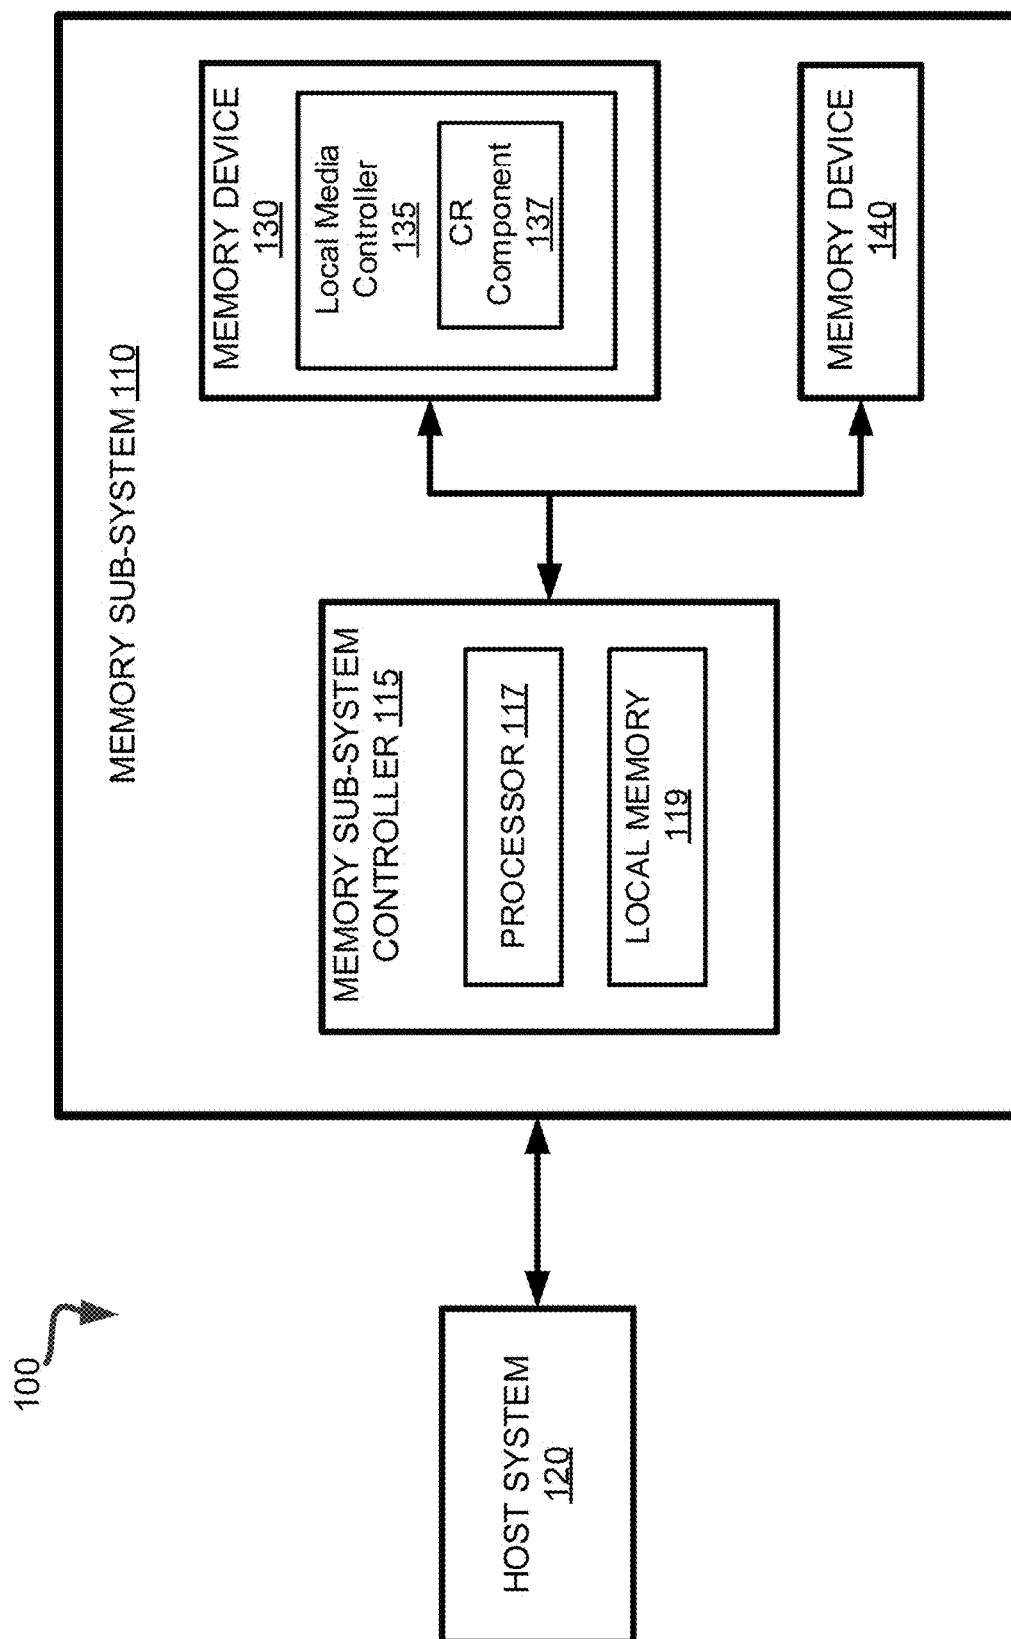 100
HOST SYSTEM
120
MEMORY SUB-SYSTEM 110
MEMORY SUB-SYSTEM
CONTROLLER 115
PROCESSOR 117
LOCAL MEMORY
119
MEMORY DEVICE
130
Local Media
Controller
135
CR
Component
137
MEMORY DEVICE
140